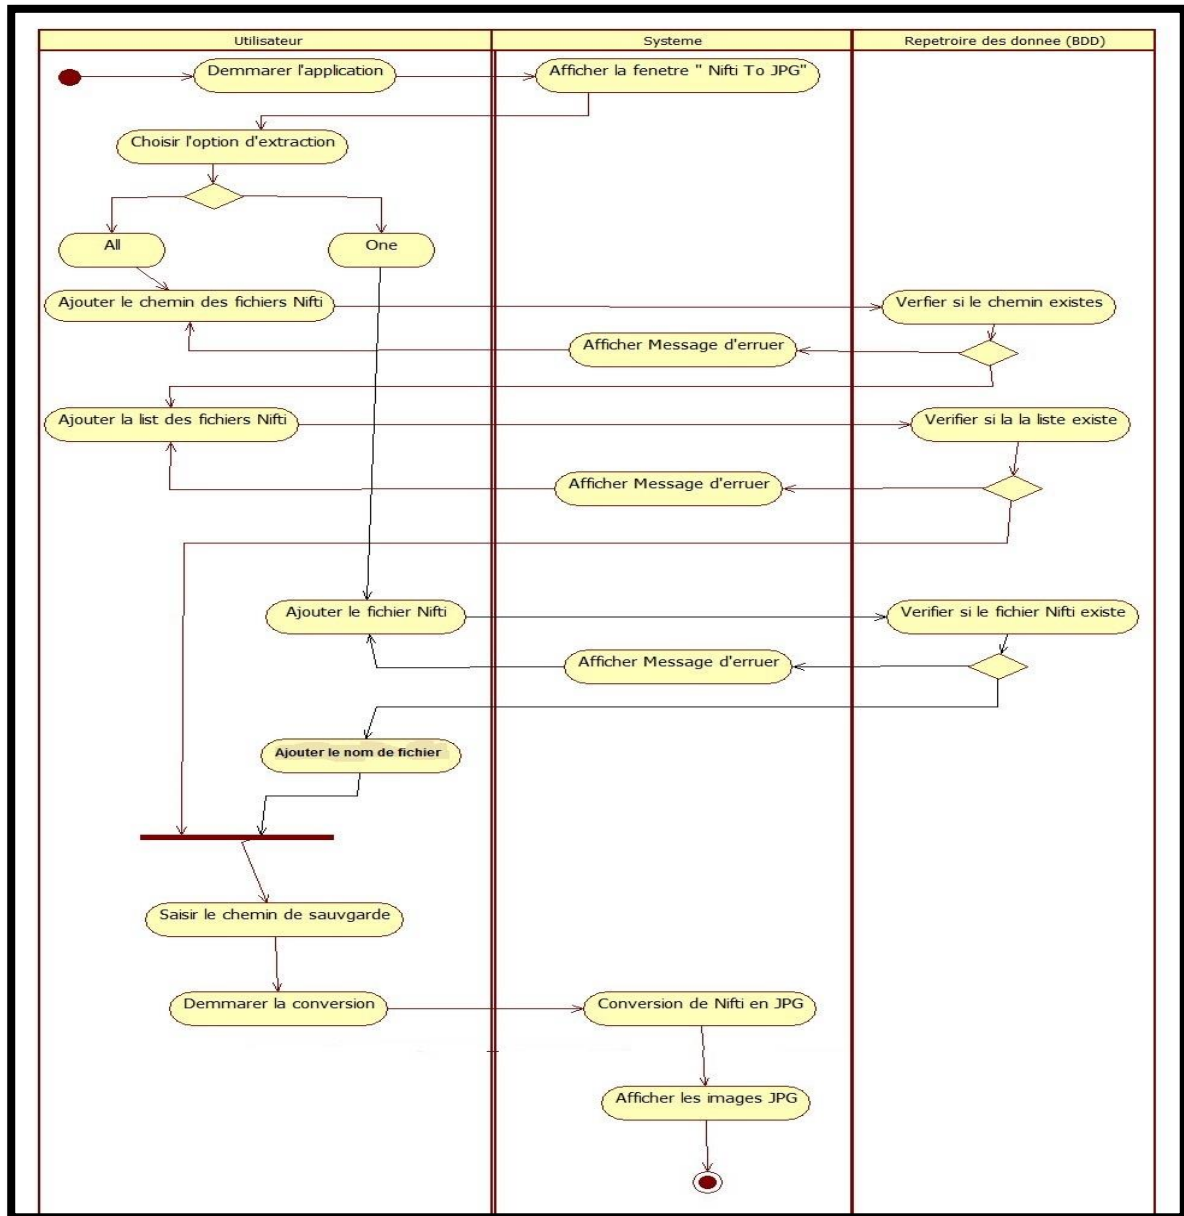 Utilisateur
Systeme
Repetroire des donnee (BDD)
Demmarer l'application
Afficher la fenetre " Nifti To JPG"
Choisir l'option d'extraction
All
One
Ajouter le chemin des fichiers Nifti
Verfier si le chemin existes
Afficher Message d'erruer
Ajouter la list des fichiers Nifti
Verifier si la la liste existe
Afficher Message d'erruer
Ajouter le fichier Nifti
Verifier si le fichier Nifti existe
Afficher Message d'erruer
Ajouter le nom de fichier
Saisir le chemin de sauvgarde
Demmarer la conversion
Conversion de Nifti en JPG
Afficher les images JPG